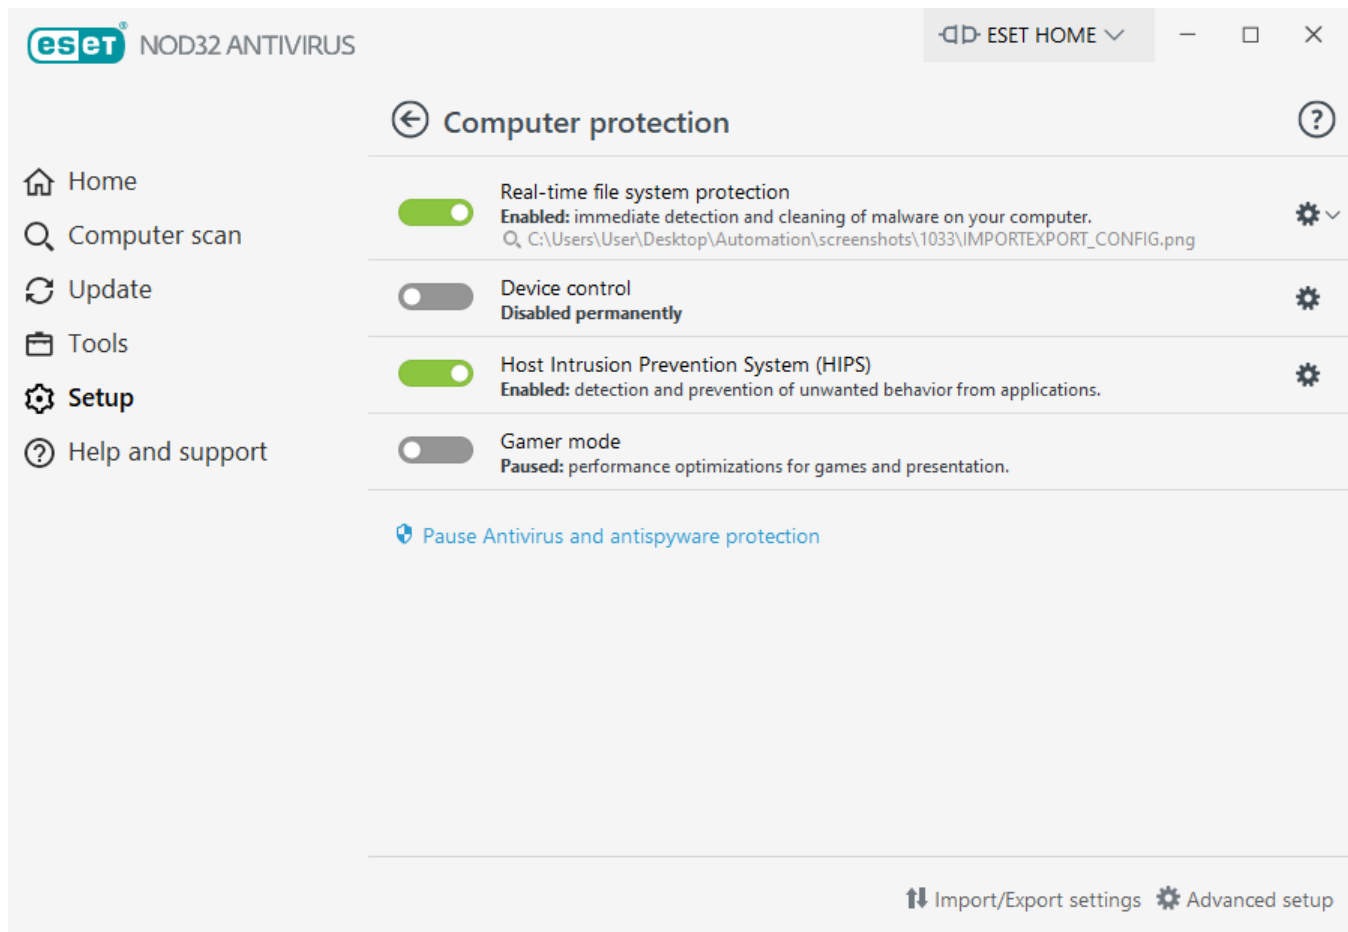 eset® NOD32 ANTIVIRUS
ESET HOME
Computer protection
Home
Computer scan
Update
Tools
Setup
Help and support
Real-time file system protection
Enabled: immediate detection and cleaning of malware on your computer.
C:\Users\User\Desktop\Automation\screenshots\1033\IMPORTEXPORT_CONFIG.png
Device control
Disabled permanently
Host Intrusion Prevention System (HIPS)
Enabled: detection and prevention of unwanted behavior from applications.
Gamer mode
Paused: performance optimizations for games and presentation.
Pause Antivirus and antispyware protection
Import/Export settings Advanced setup